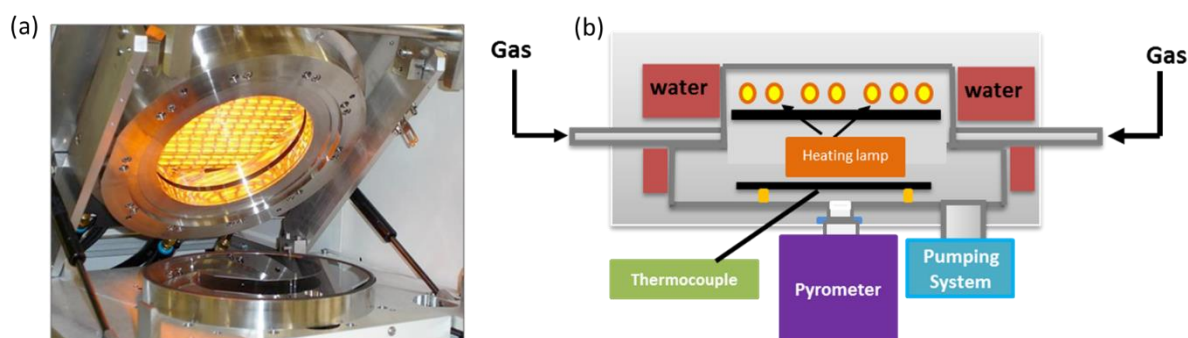 (a)
(b)
Gas
Gas
water
water
Heating lamp
Thermocouple
Pyrometer
Pumping
System